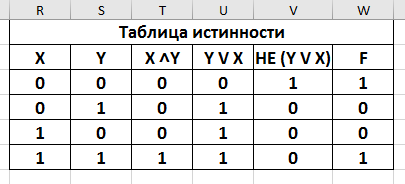 R S T U V W
Таблица истинности
X Y X ^Y Y V X НЕ (Y V X) F
0 0 0 0 1 1
0 1 0 1 0 0
1 0 0 1 0 0
1 1 1 1 0 1